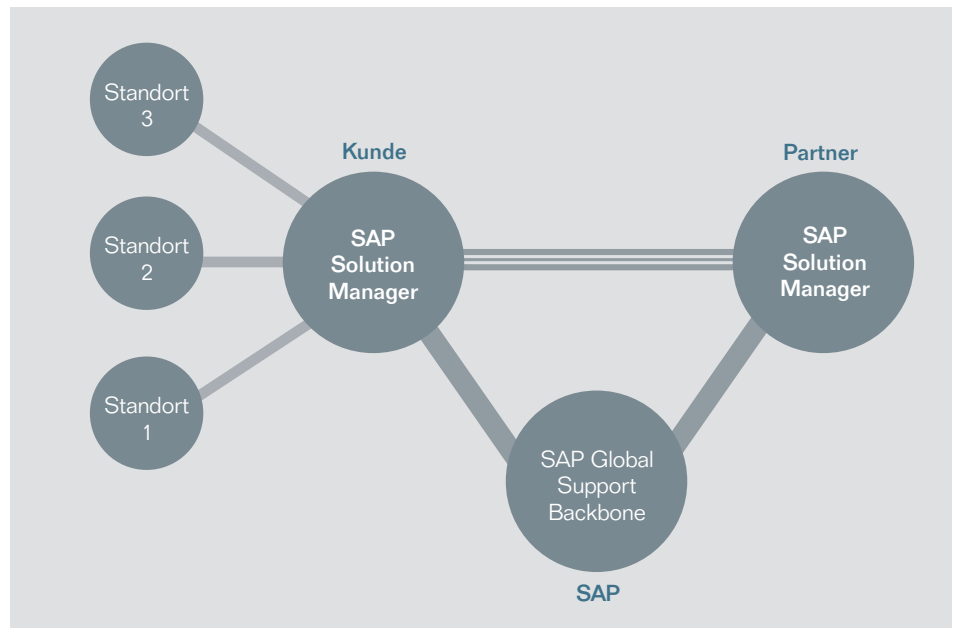 Standort
3
Standort
2
Standort
1
Kunde
SAP
Solution
Manager
Partner
SAP
Solution
Manager
SAP Global
Support
Backbone
SAP